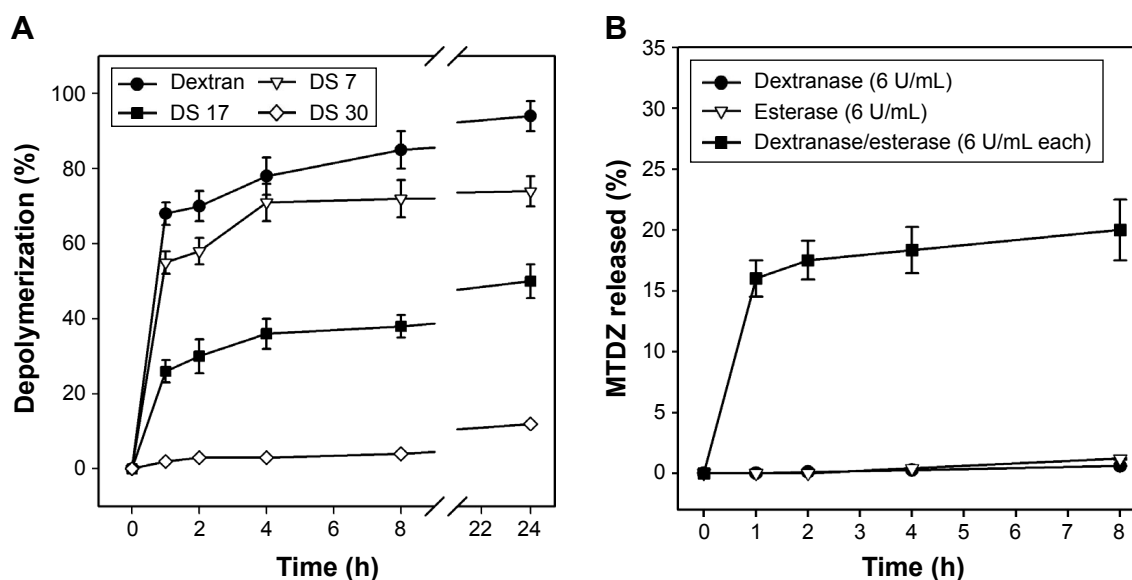 A
Depolymerization (%)
100
80
60
40
20
0
Dextran
DS 7
DS 17
DS 30
0 2 4 8 22 24
Time (h)
B
MTDZ released (%)
35
30
25
20
15
10
5
0
Dextranase (6 U/mL)
Esterase (6 U/mL)
Dextranase/esterase (6 U/mL each)
0 1 2 3 4 5 6 7 8
Time (h)